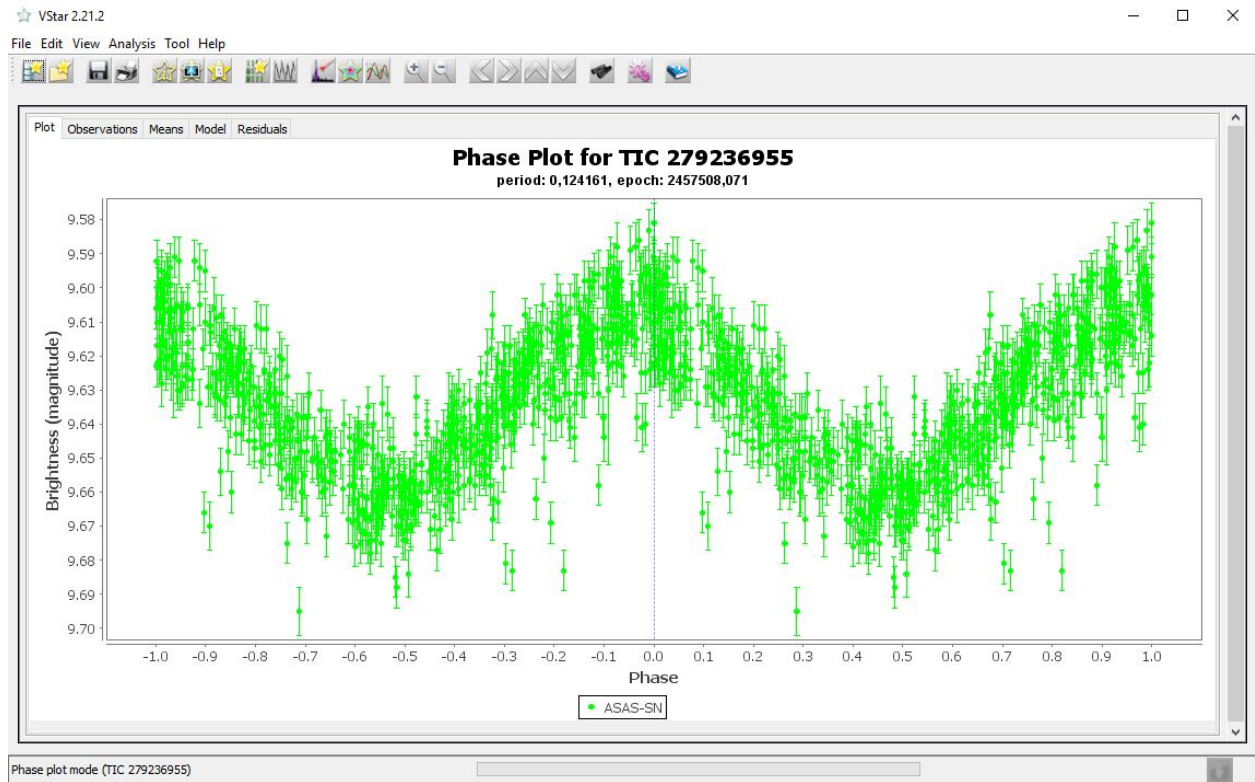 VStar 2.21.2
File Edit View Analysis Tool Help
Plot Observations Means Model Residuals
Phase Plot for TIC 279236955
period: 0,124161, epoch: 2457508,071
Brightness (magnitude)
9.58
9.59
9.60
9.61
9.62
9.63
9.64
9.65
9.66
9.67
9.68
9.69
9.70
-1.0 -0.9 -0.8 -0.7 -0.6 -0.5 -0.4 -0.3 -0.2 -0.1 0.0 0.1 0.2 0.3 0.4 0.5 0.6 0.7 0.8 0.9 1.0
Phase
ASAS-SN
Phase plot mode (TIC 279236955)